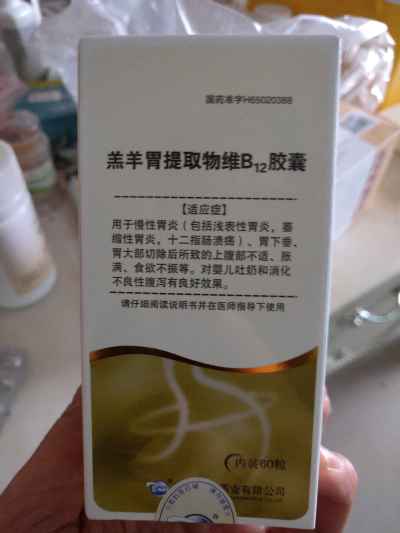 国药准字H65020388
羔羊胃提取物维B12胶囊
【适应症】
用于慢性胃炎（包括浅表性胃炎，萎
缩性胃炎，十二指肠溃疡）、胃下垂、
胃大部切除后所致的上腹部不适、胀
满、食欲不振等。对婴儿吐奶和消化
不良性腹泻有良好效果。
请仔细阅读说明书并在医师指导下使用
内装60粒
药业有限公司